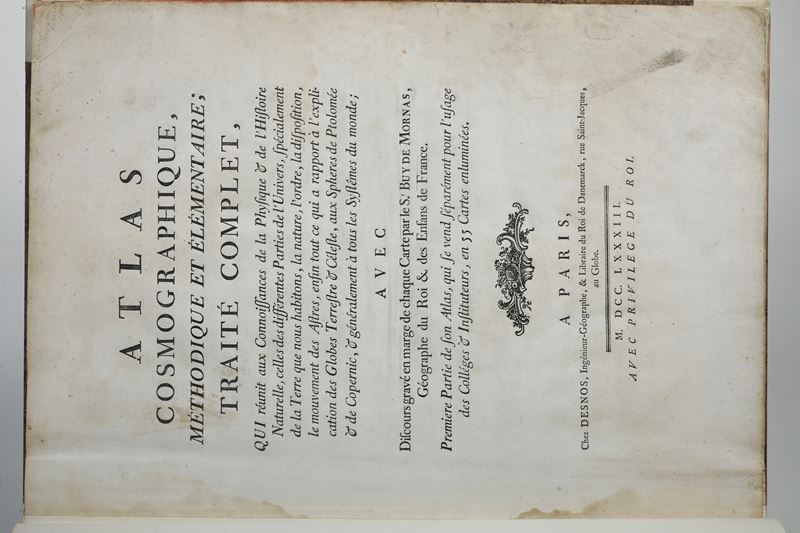 ATLAS
COSMOGRAPHIQUE,
MÉTHODIQUE ET ÉLÉMENTAIRE;
TRAITÉ COMPLET,
QUI réunit aux Connoiſſances de la Phyſique & de l'Hiſtoire
Naturelle, celles des différentes Parties de l'Univers, ſpécialement
de la Terre que nous habitons, la nature, l'ordre, la diſpoſition,
le mouvement des Aſtres, enfin tout ce qui a rapport à l'expli-
cation des Globes Terreſtre & Céleſte, aux Spheres de Ptolomée
& de Copernic, & généralement à tous les Syſtêmes du monde;
AVEC
Diſcours gravé en marge de chaque Carte par le Sr BUY DE MORNAS,
Géographe du Roi & des Enfans de France.
Premiere Partie de ſon Atlas, qui ſe vend ſéparément pour l'uſage
des Colléges & Inſtituteurs, en 55 Cartes enluminées.
A PARIS,
Chez DESNOS, Ingénieur-Géographe, & Libraire du Roi de Danemarck, rue Saint-Jacques,
au Globe.
M. DCC. LXXXIII.
AVEC PRIVILÉGE DU ROI.